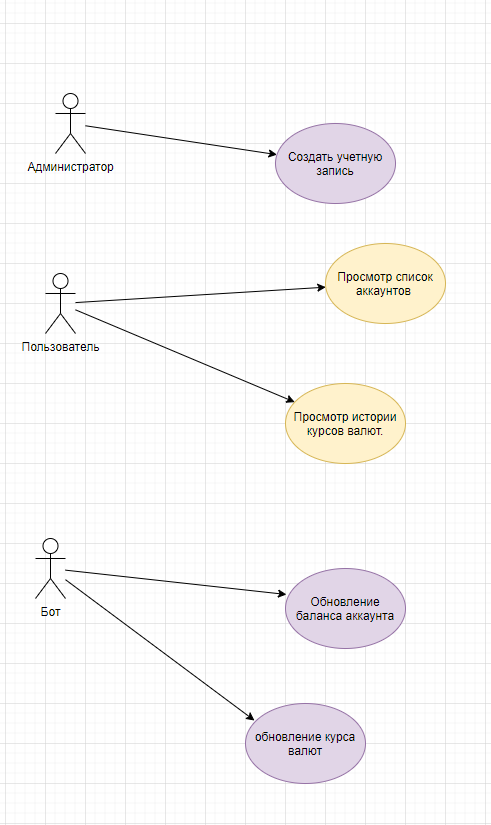 Администратор
Создать учетную
запись
Просмотр список
аккаунтов
Пользователь
Просмотр истории
курсов валют.
Бот
Обновление
баланса аккаунта
обновление курса
валют